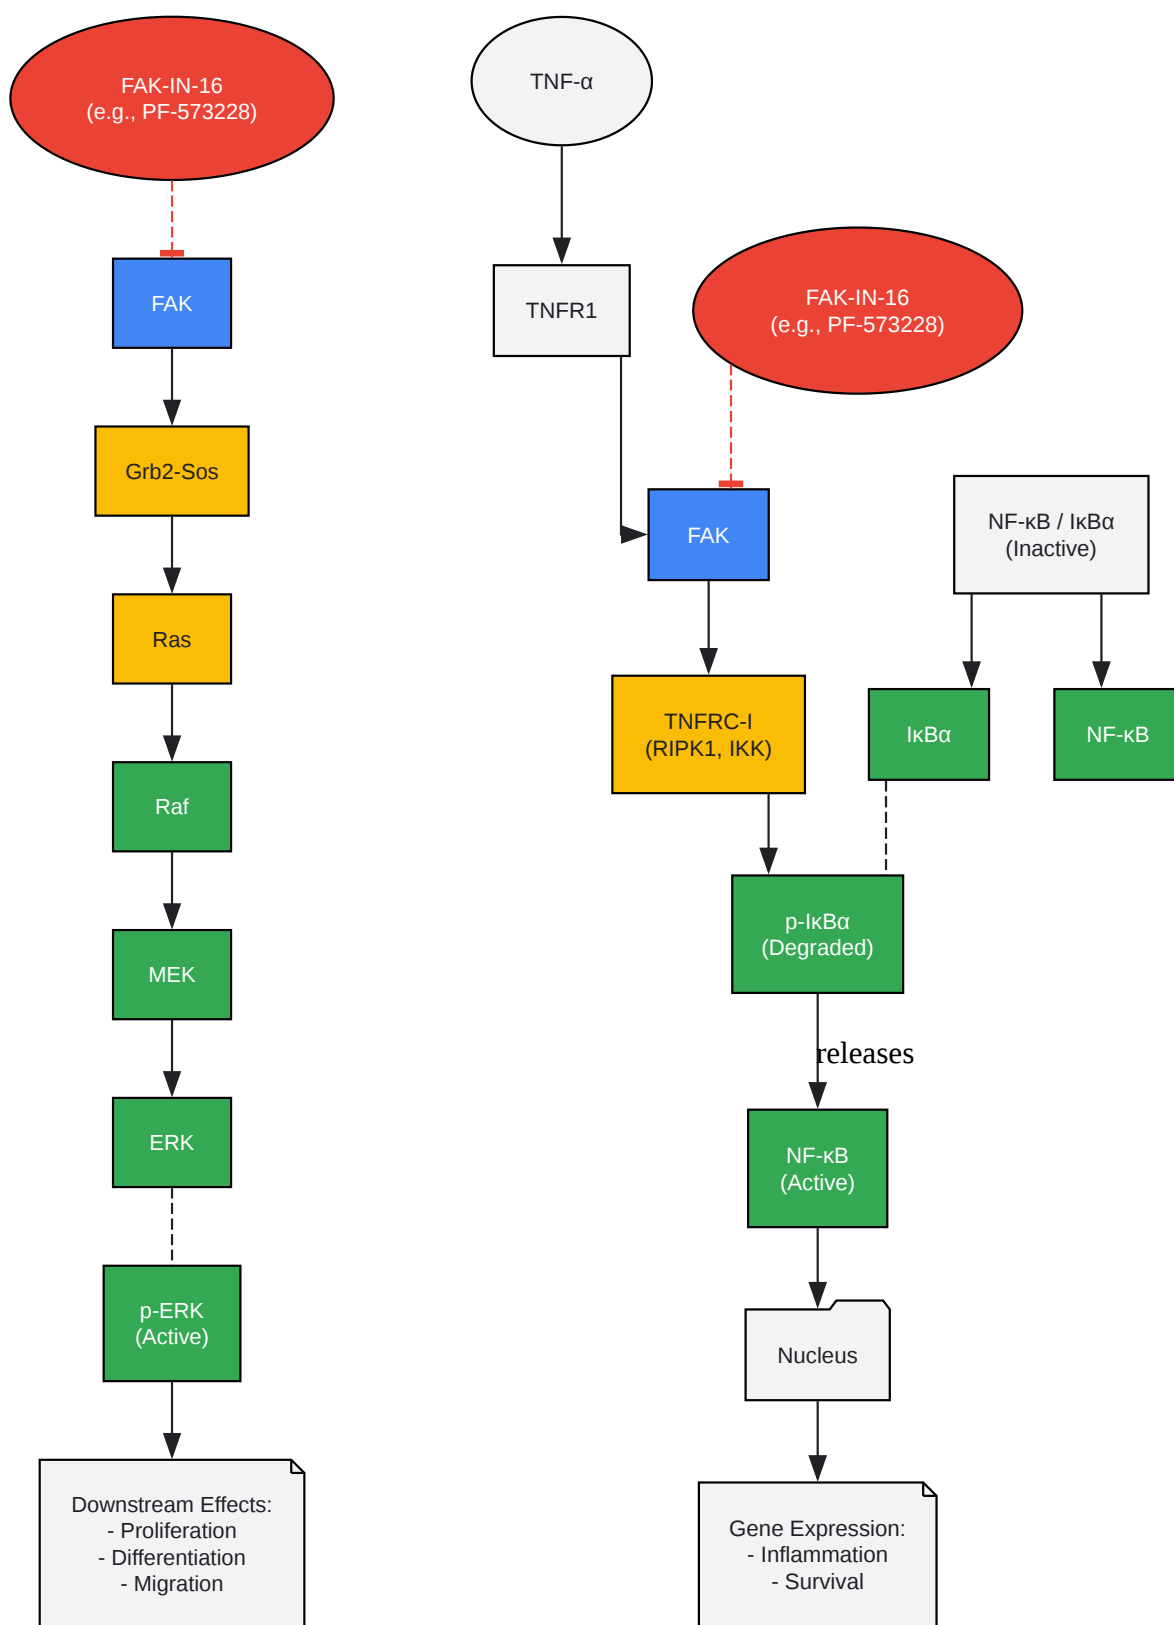 FAK-IN-16
(e.g., PF-573228)
FAK
Grb2-Sos
Ras
Raf
MEK
ERK
p-ERK
(Active)
Downstream Effects:
- Proliferation
- Differentiation
- Migration
TNF-α
TNFR1
FAK-IN-16
(e.g., PF-573228)
FAK
NF-κB / IκBα
(Inactive)
TNFRC-I
(RIPK1, IKK)
IκBα
NF-κB
p-IκBα
(Degraded)
releases
NF-κB
(Active)
Nucleus
Gene Expression:
- Inflammation
- Survival